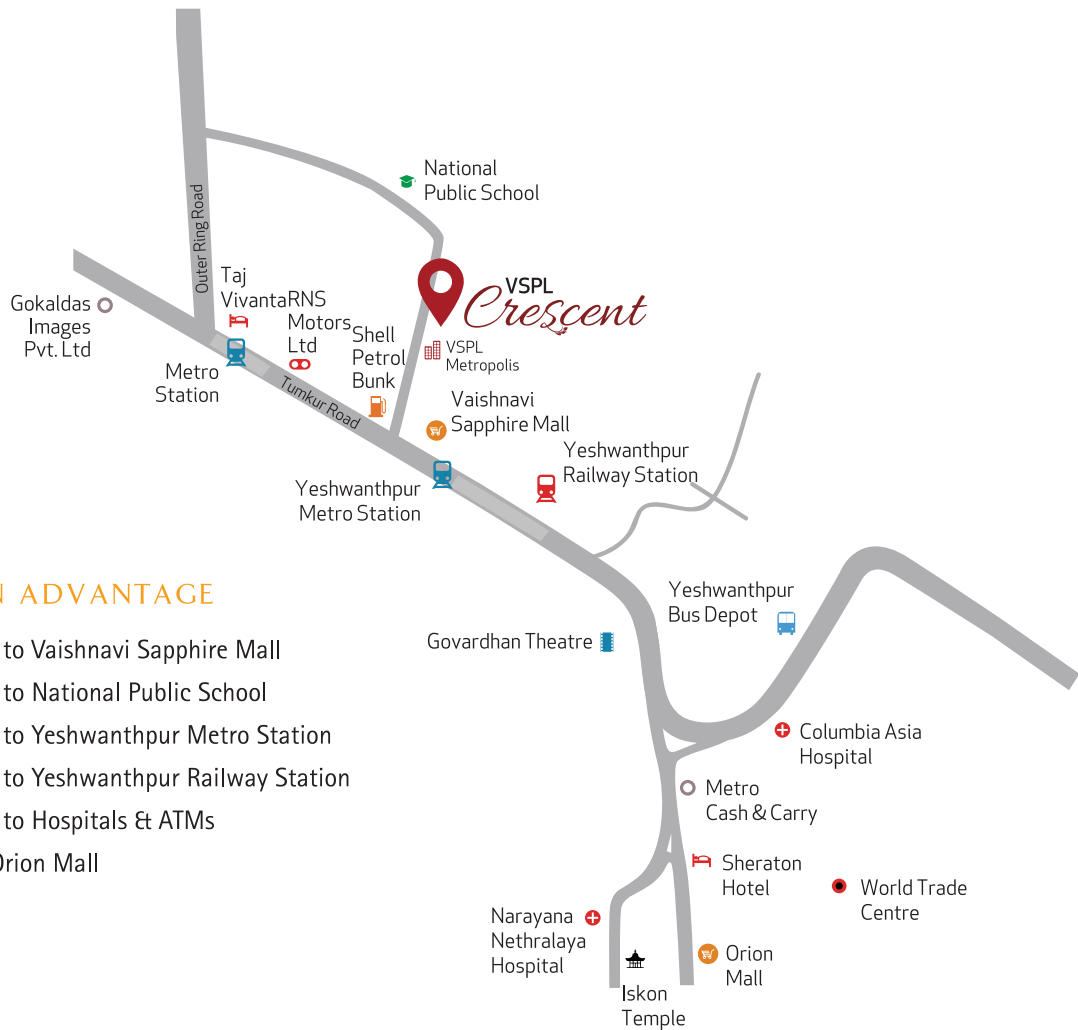 National
Public School
Outer Ring Road
Taj
Vivanta
RNS
Motors
Ltd
VSPL
Crescent
Gokaldas
Images
Pvt. Ltd
Shell
Petrol
Bunk
VSPL
Metropolis
Metro
Station
Tumkur Road
Vaishnavi
Sapphire Mall
Yeshwanthpur
Railway Station
Yeshwanthpur
Metro Station
N ADVANTAGE
to Vaishnavi Sapphire Mall
to National Public School
to Yeshwanthpur Metro Station
to Yeshwanthpur Railway Station
to Hospitals & ATMs
Orion Mall
Yeshwanthpur
Bus Depot
Govardhan Theatre
Columbia Asia
Hospital
Metro
Cash & Carry
Sheraton
Hotel
World Trade
Centre
Narayana
Nethralaya
Hospital
Orion
Mall
Iskon
Temple